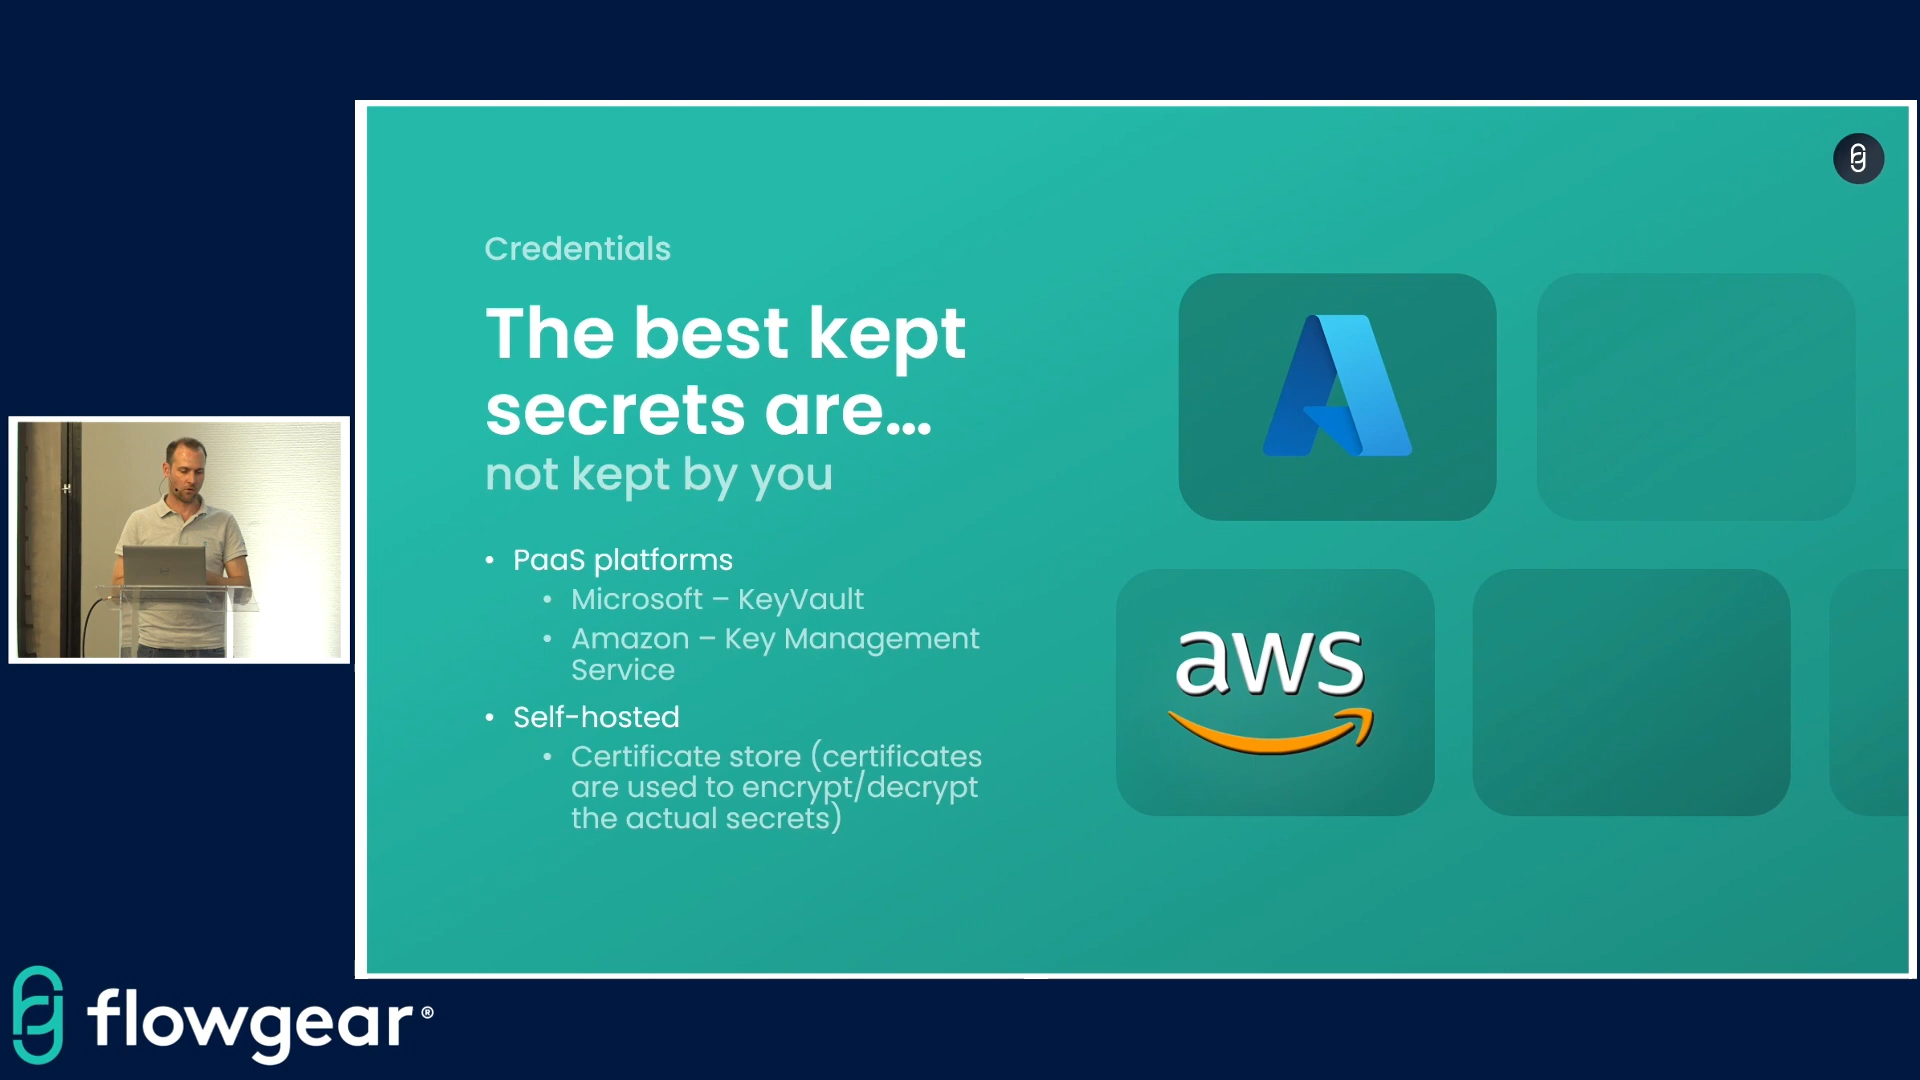 Credentials
The best kept
secrets are...
not kept by you
• PaaS platforms
• Microsoft – KeyVault
• Amazon – Key Management
Service
• Self-hosted
• Certificate store (certificates
are used to encrypt/decrypt
the actual secrets)
aws
flowgear®